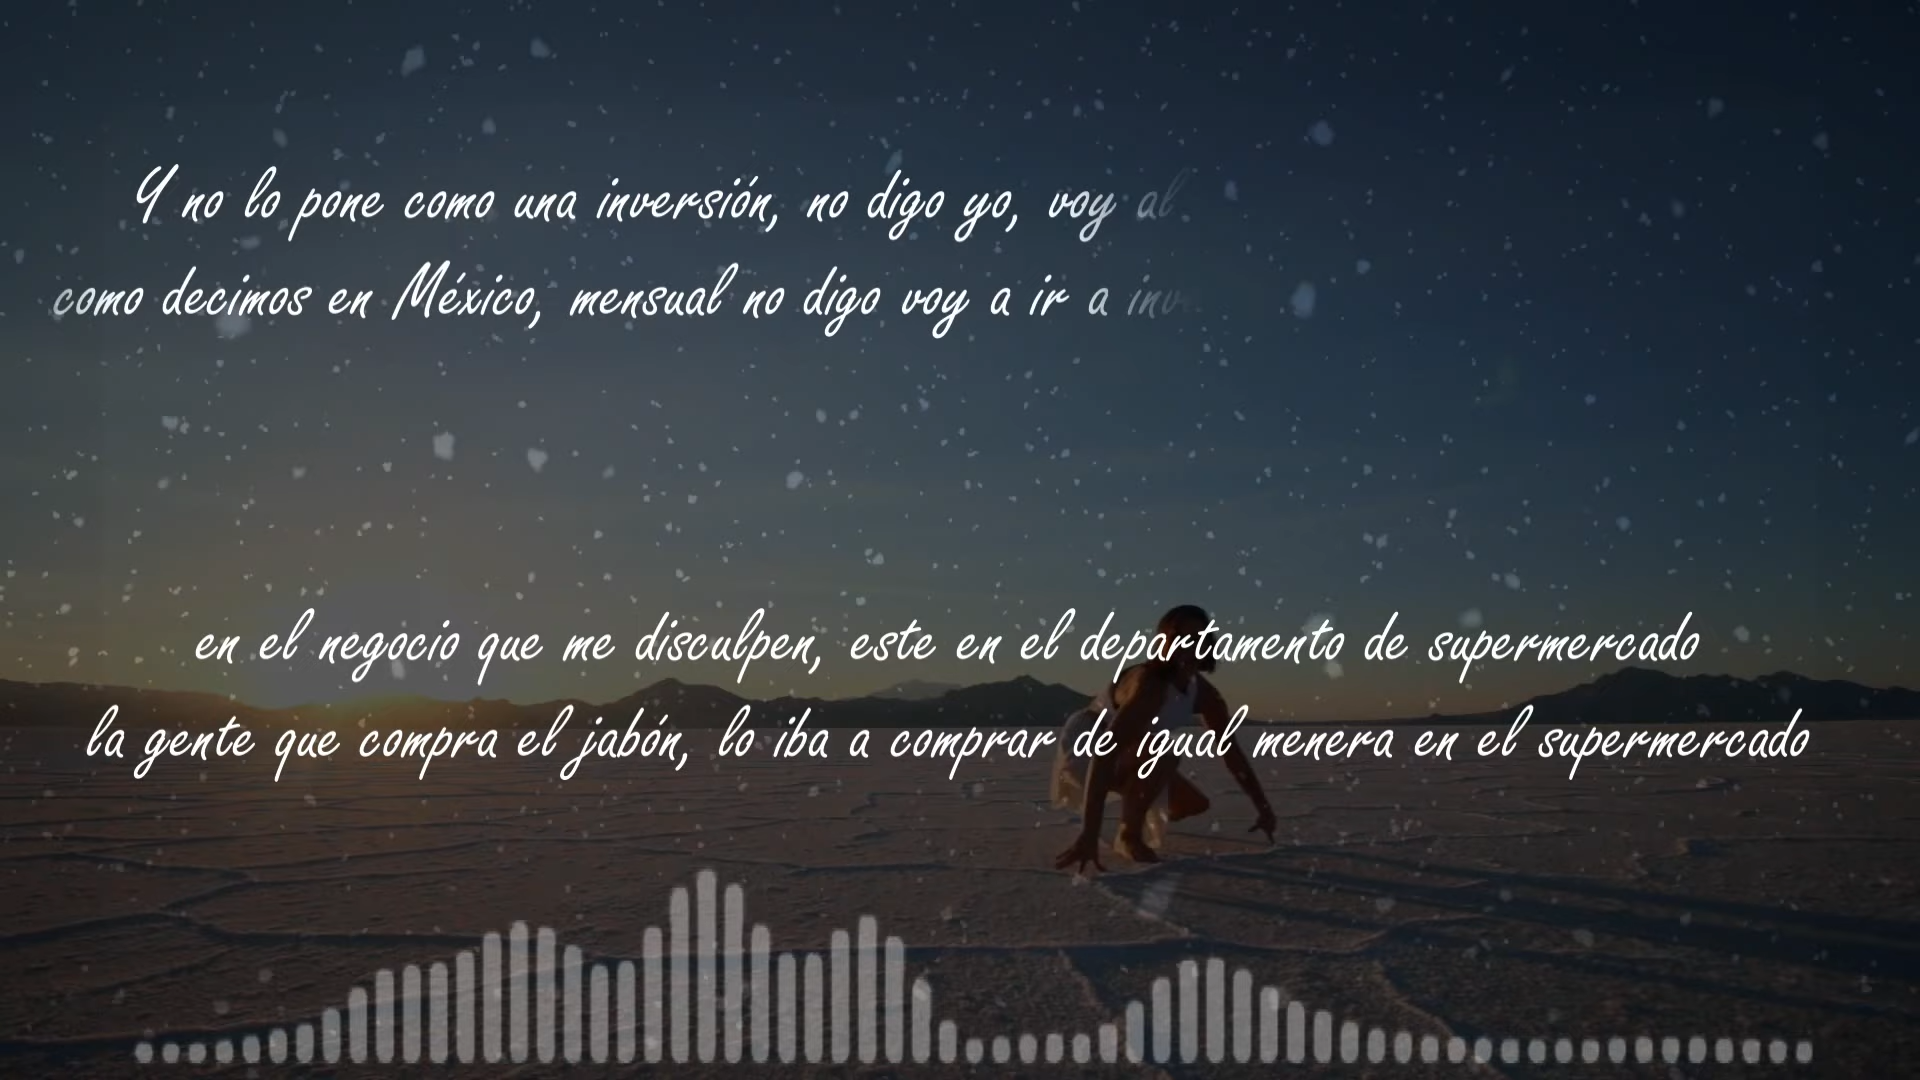 Y no lo pone como una inversión, no digo yo, voy al
como decimos en México, mensual no digo voy a ir a
en el negocio que me disculpen, este en el departamento de supermercado
la gente que compra el jabón, lo iba a comprar de igual menera en el supermercado